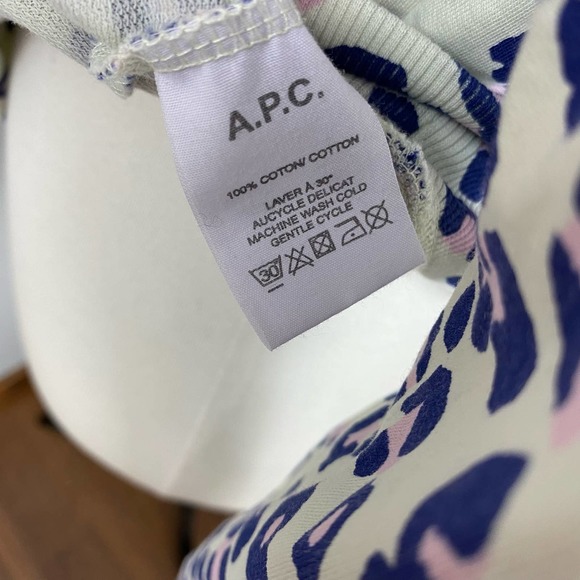 A.P.C.
100% COTON/ COTTON
LAVER À 30°
AUCYCLE DELICAT
MACHINE WASH COLD
GENTLE CYCLE
30